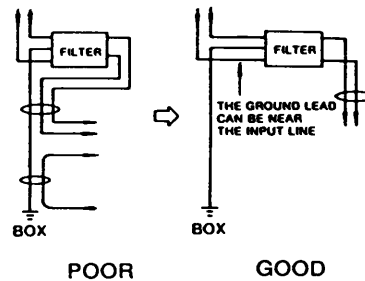 FILTER
BOX
POOR
FILTER
THE GROUND LEAD
CAN BE NEAR
THE INPUT LINE
BOX
GOOD